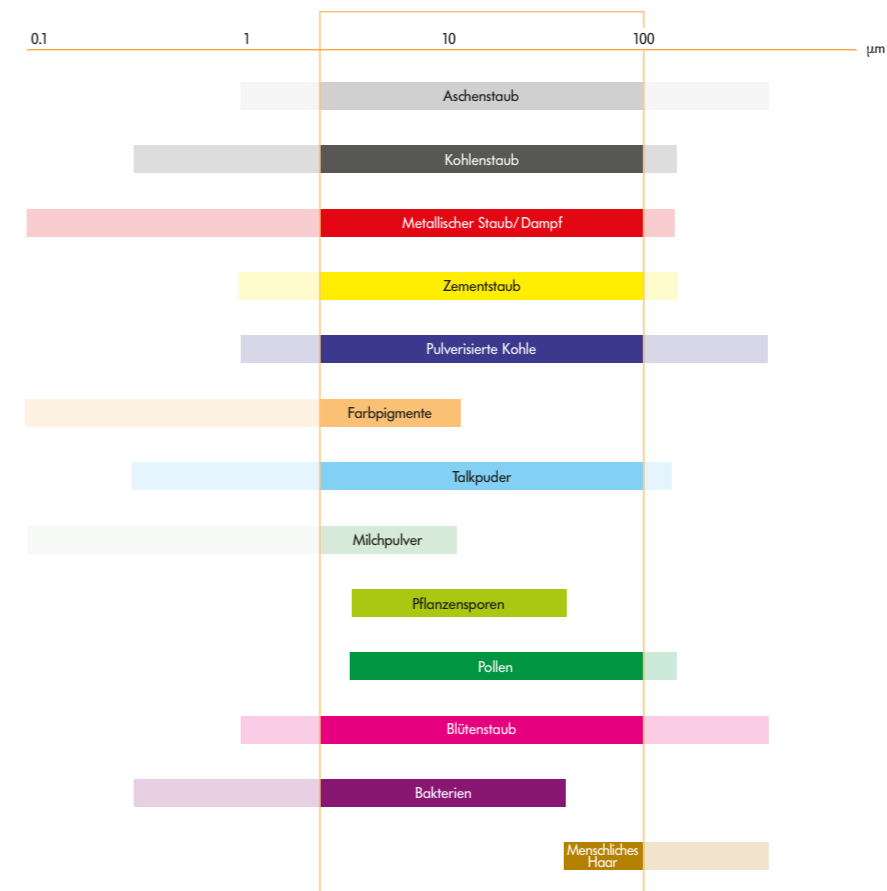 0.1 1 10 100
µm
Aschenstaub
Kohlenstaub
Metallischer Staub/Dampf
Zementstaub
Pulverisierte Kohle
Farbpigmente
Talkpuder
Milchpulver
Pflanzensporen
Pollen
Blütenstaub
Bakterien
Menschliches
Haar